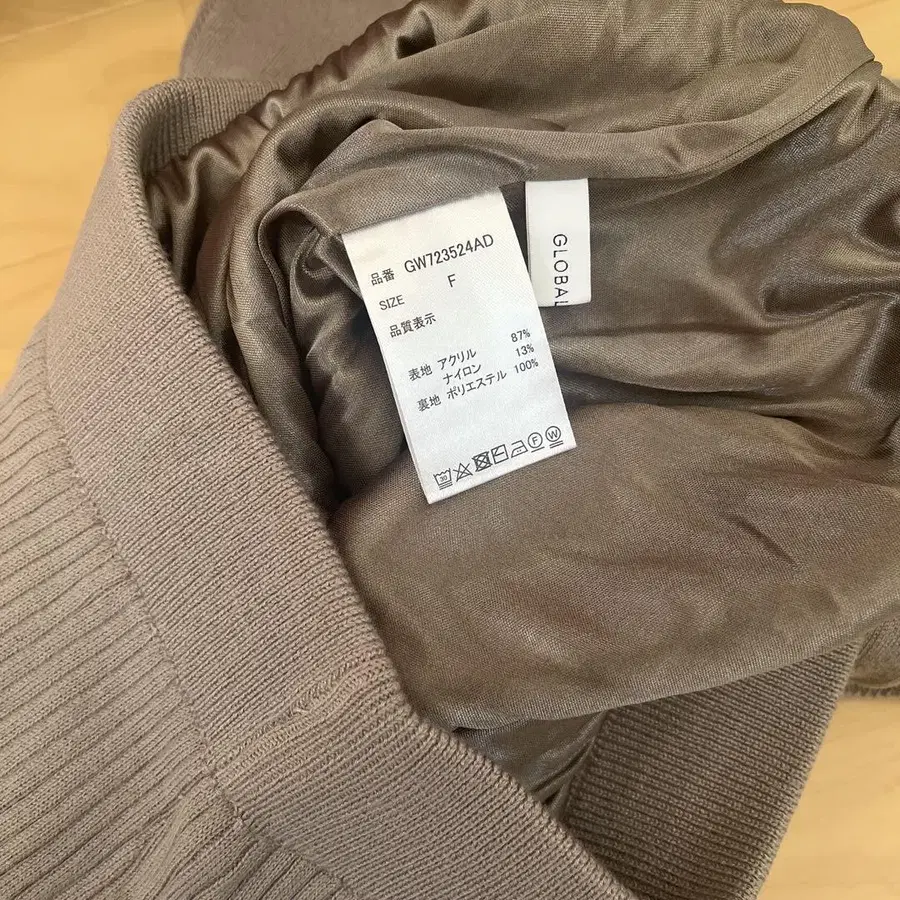 品番 GW723524AD
SIZE F
品質表示
表地 アクリル 87%
ナイロン 13%
裏地 ポリエステル 100%
30 F W
GLOBAL